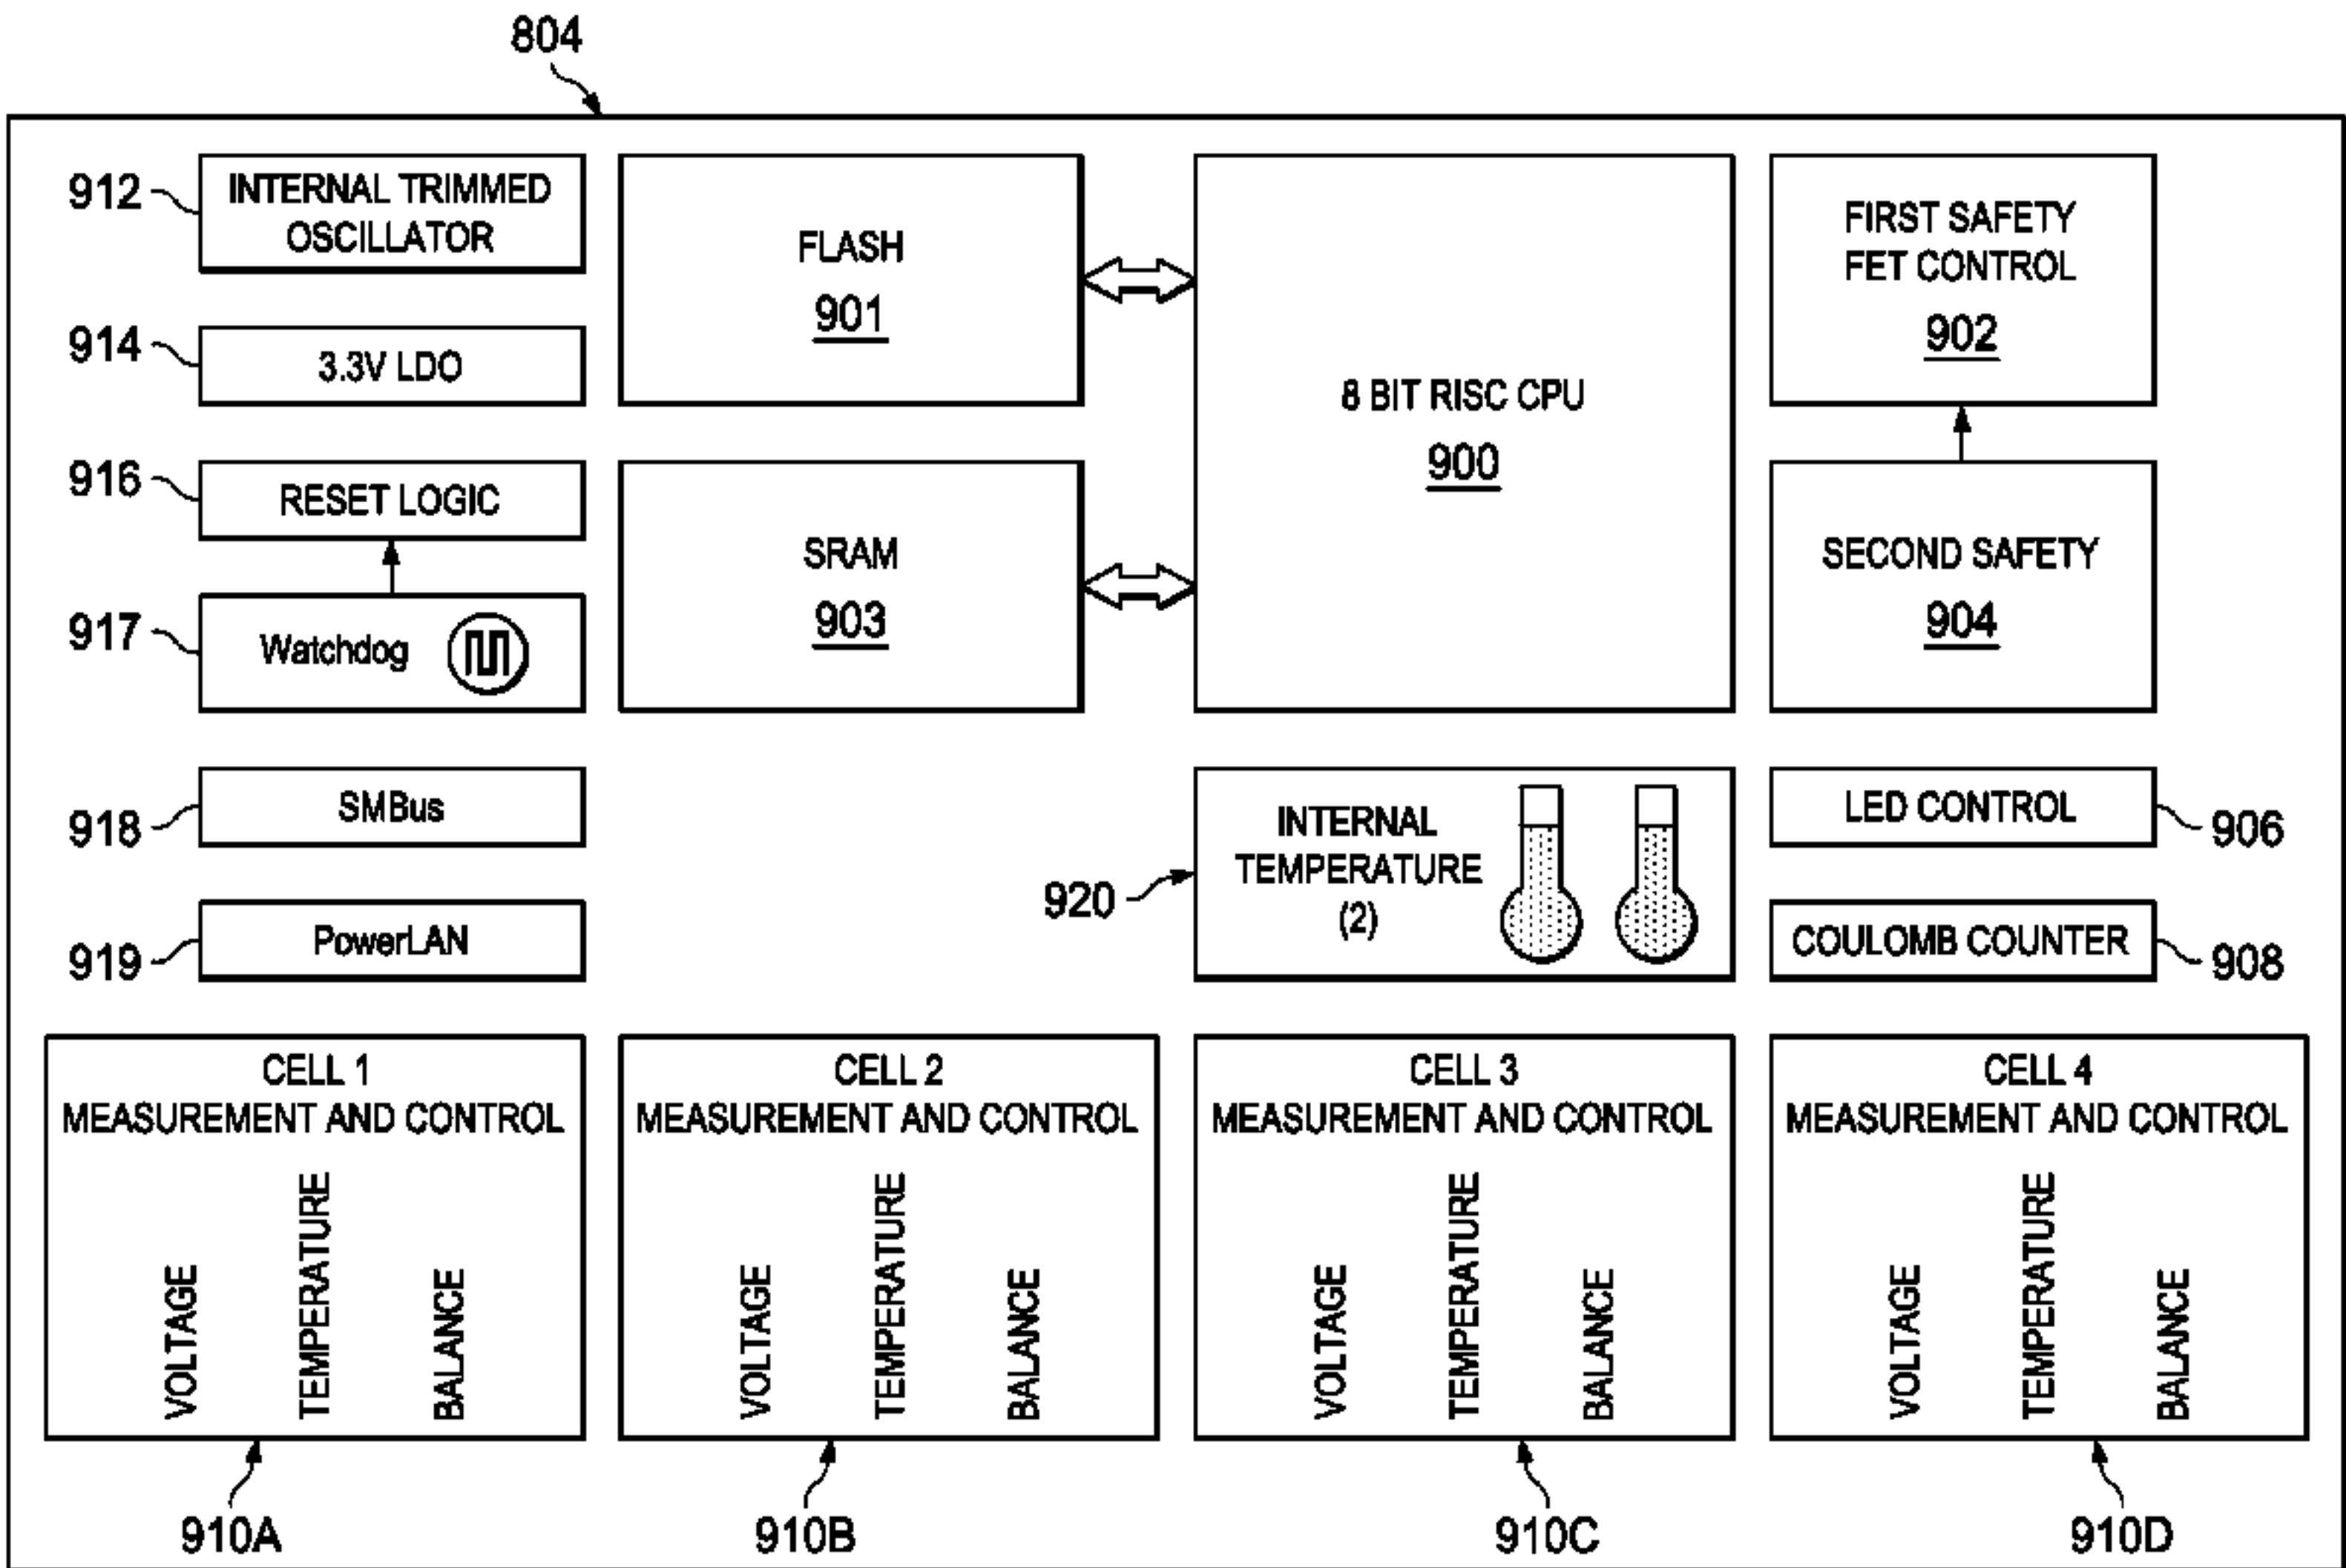 804
912
INTERNAL TRIMMED
OSCILLATOR
914
3.3V LDO
916
RESET LOGIC
917
Watchdog
918
SMBus
919
PowerLAN
FLASH
901
SRAM
903
8 BIT RISC CPU
900
FIRST SAFETY
FET CONTROL
902
SECOND SAFETY
904
920
INTERNAL
TEMPERATURE
(2)
LED CONTROL
906
COULOMB COUNTER
908
CELL 1
MEASUREMENT AND CONTROL
VOLTAGE
TEMPERATURE
BALANCE
910A
CELL 2
MEASUREMENT AND CONTROL
VOLTAGE
TEMPERATURE
BALANCE
910B
CELL 3
MEASUREMENT AND CONTROL
VOLTAGE
TEMPERATURE
BALANCE
910C
CELL 4
MEASUREMENT AND CONTROL
VOLTAGE
TEMPERATURE
BALANCE
910D